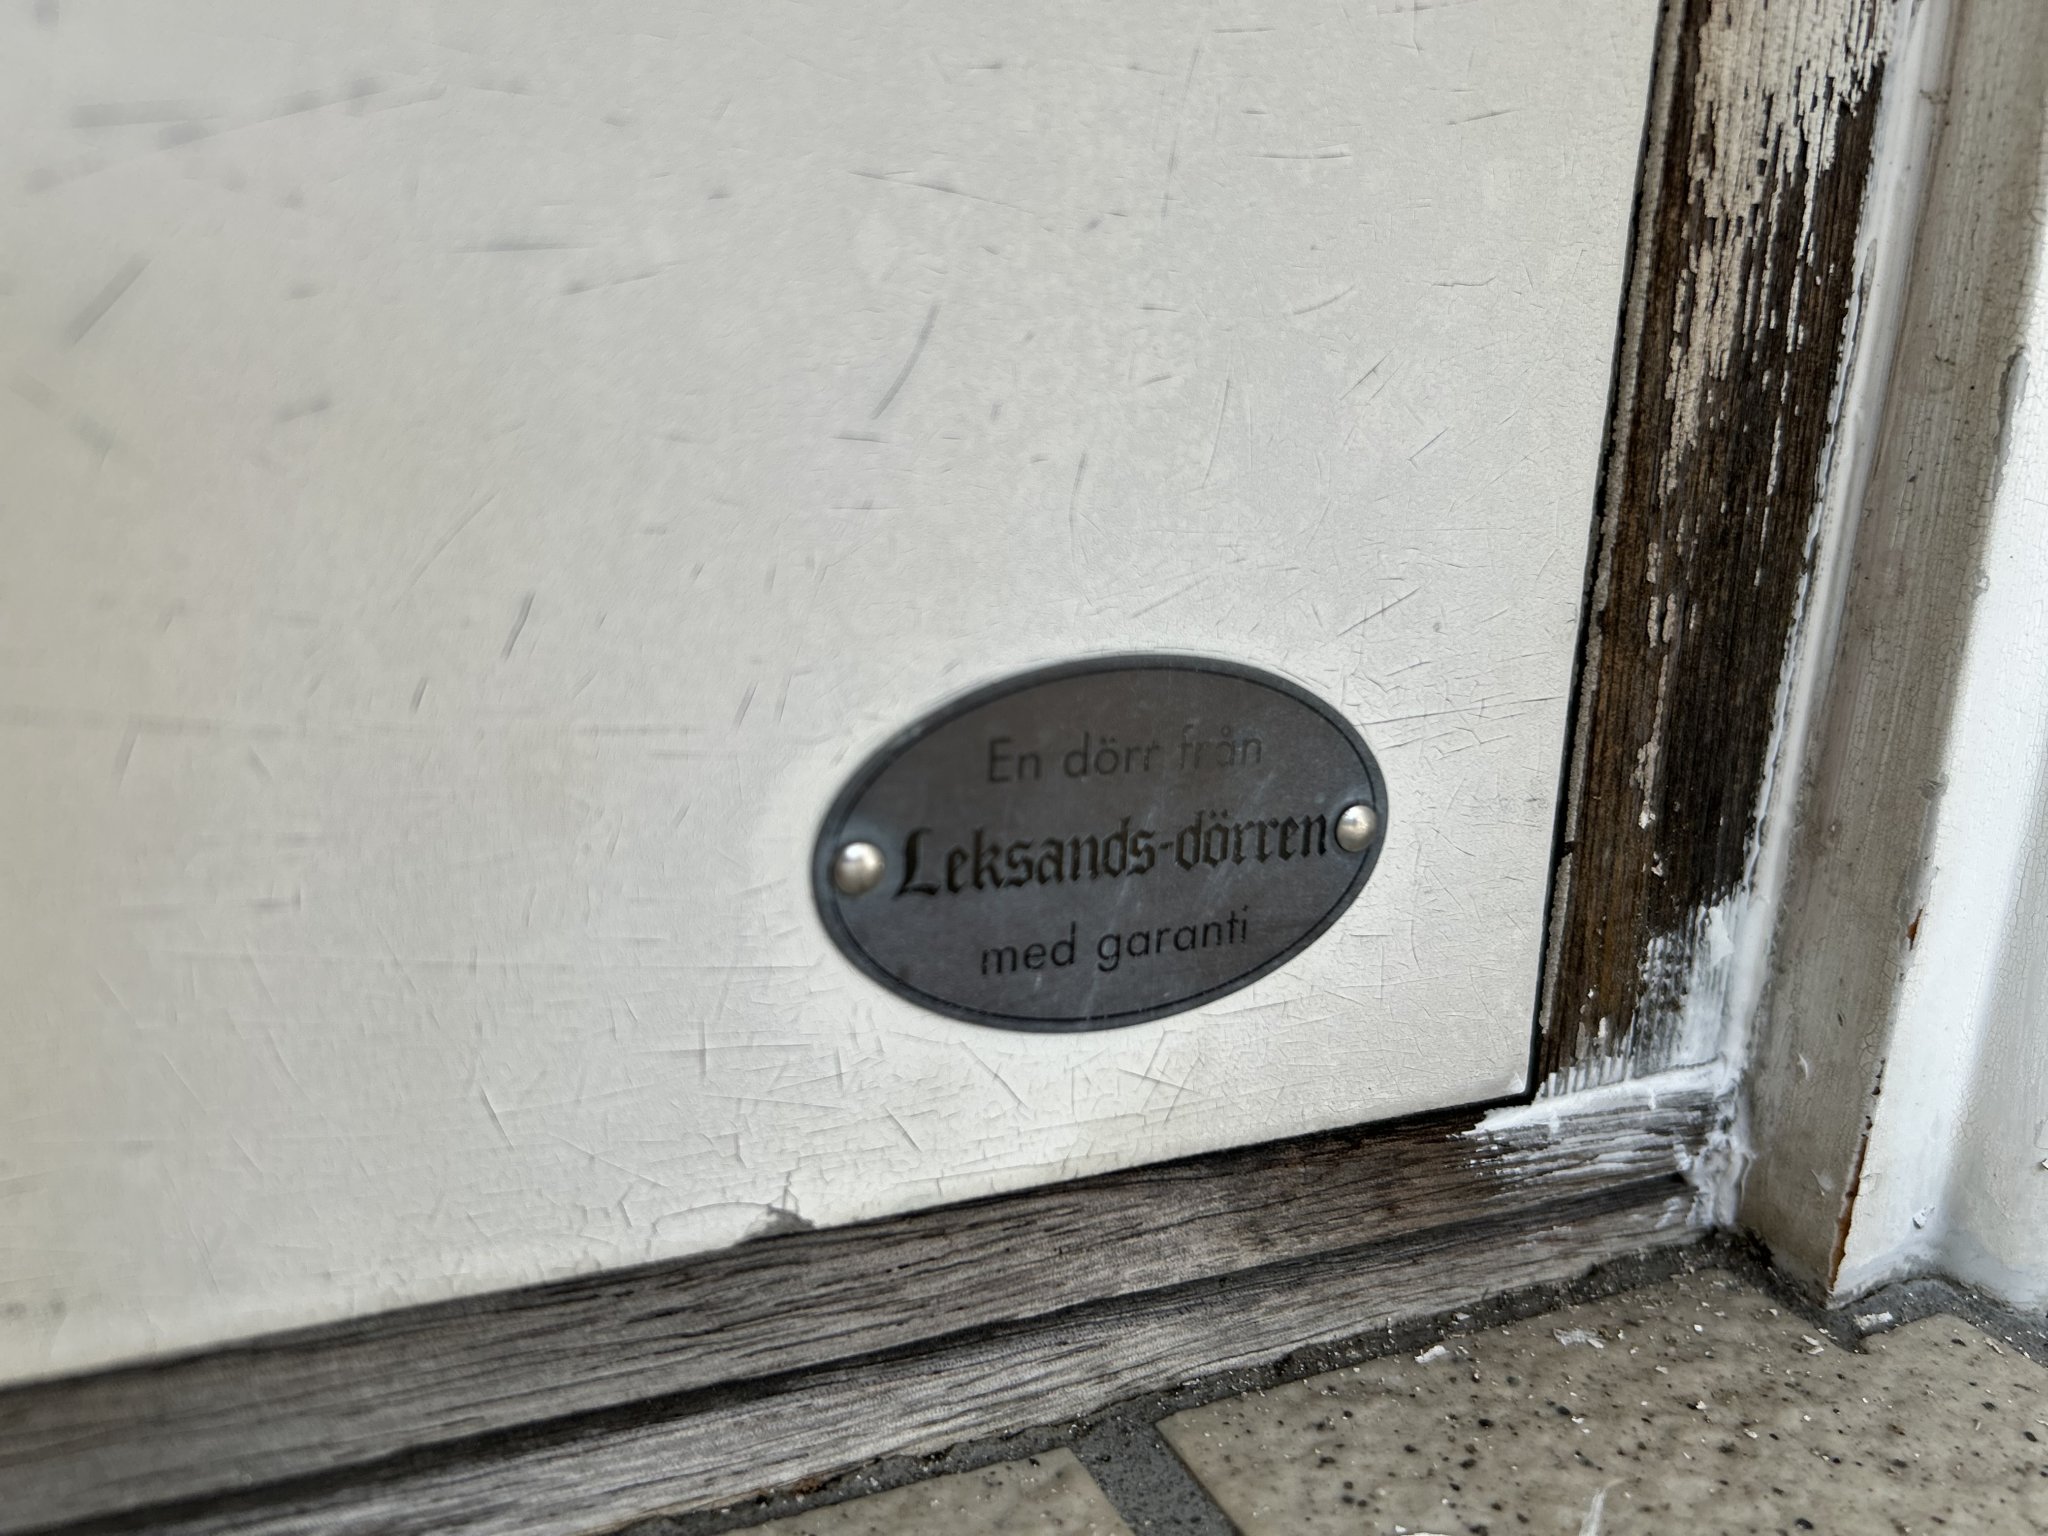 En dörr från
Leksands-dörren
med garanti